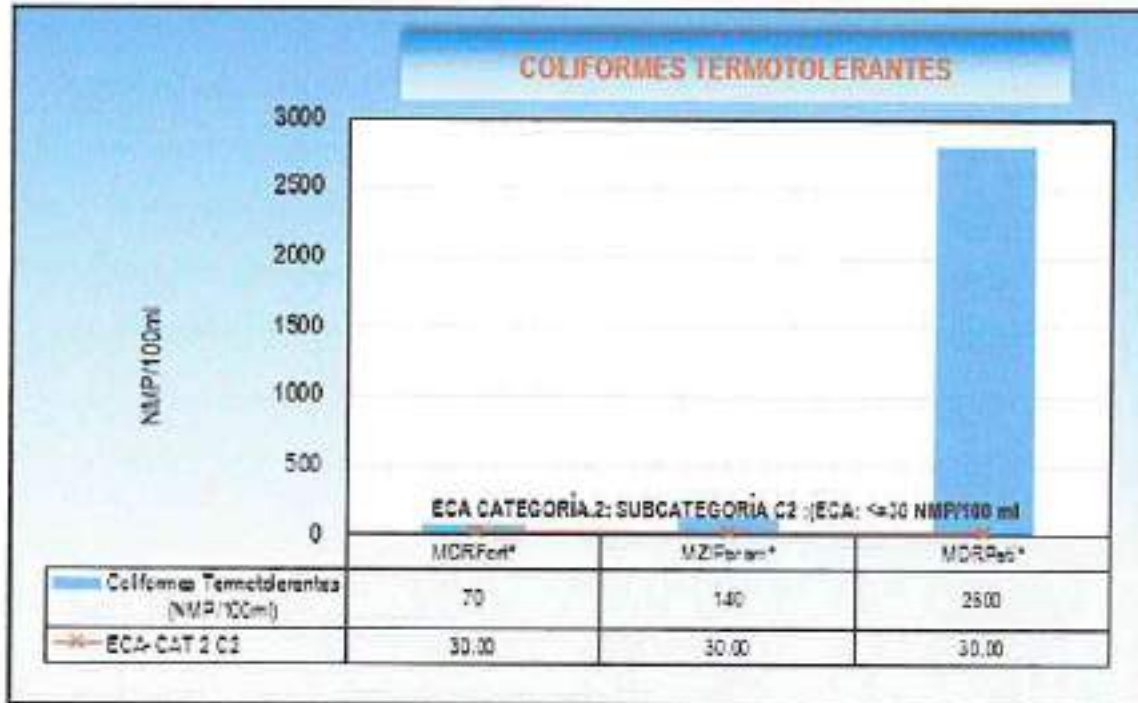 COLIFORMES TERMOTOLERANTES
3000
2500
2000
1500
1000
500
0
NMP/100ml
ECA CATEGORÍA.2: SUBCATEGORÍA C2 :(ECA: <=30 NMP/100 ml
Coliformes Termotolerantes
(NMP/100ml)
70
140
ECA-CAT 2 C2
30.00
30.00
30.00